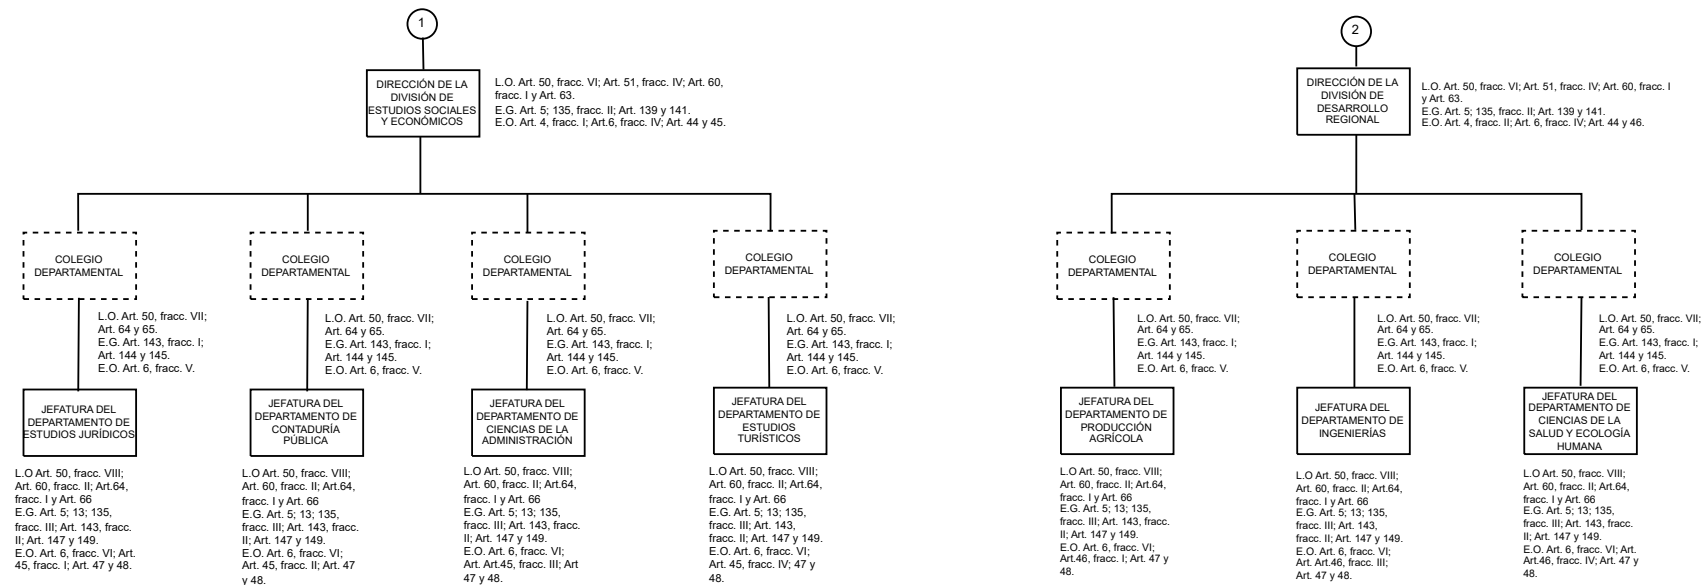 1
DIRECCIÓN DE LA
DIVISIÓN DE
ESTUDIOS SOCIALES
Y ECONÓMICOS
L.O. Art. 50, fracc. VI; Art. 51, fracc. IV; Art. 60,
fracc. I y Art. 63.
E.G. Art. 5; 135, fracc. II; Art. 139 y 141.
E.O. Art. 4, fracc. I; Art.6, fracc. IV; Art. 44 y 45.
COLEGIO
DEPARTAMENTAL
L.O. Art. 50, fracc. VII;
Art. 64 y 65.
E.G. Art. 143, fracc. I;
Art. 144 y 145.
E.O. Art. 6, fracc. V.
JEFATURA DEL
DEPARTAMENTO DE
ESTUDIOS JURÍDICOS
L.O Art. 50, fracc. VIII;
Art. 60, fracc. II; Art.64,
fracc. I y Art. 66
E.G. Art. 5; 13; 135,
fracc. III; Art. 143, fracc.
II; Art. 147 y 149.
E.O. Art. 6, fracc. VI; Art.
45, fracc. I; Art. 47 y 48.
COLEGIO
DEPARTAMENTAL
L.O. Art. 50, fracc. VII;
Art. 64 y 65.
E.G. Art. 143, fracc. I;
Art. 144 y 145.
E.O. Art. 6, fracc. V.
JEFATURA DEL
DEPARTAMENTO DE
CONTADURÍA
PÚBLICA
L.O Art. 50, fracc. VIII;
Art. 60, fracc. II; Art.64,
fracc. I y Art. 66
E.G. Art. 5; 13; 135,
fracc. III; Art. 143, fracc.
II; Art. 147 y 149.
E.O. Art. 6, fracc. VI;
Art. 45, fracc. II; Art. 47
y 48.
COLEGIO
DEPARTAMENTAL
L.O. Art. 50, fracc. VII;
Art. 64 y 65.
E.G. Art. 143, fracc. I;
Art. 144 y 145.
E.O. Art. 6, fracc. V.
JEFATURA DEL
DEPARTAMENTO DE
CIENCIAS DE LA
ADMINISTRACIÓN
L.O Art. 50, fracc. VIII;
Art. 60, fracc. II; Art.64,
fracc. I y Art. 66
E.G. Art. 5; 13; 135,
fracc. III; Art. 143, fracc.
II; Art. 147 y 149.
E.O. Art. 6, fracc. VI;
Art. Art.45, fracc. III; Art
47 y 48.
COLEGIO
DEPARTAMENTAL
L.O. Art. 50, fracc. VII;
Art. 64 y 65.
E.G. Art. 143, fracc. I;
Art. 144 y 145.
E.O. Art. 6, fracc. V.
JEFATURA DEL
DEPARTAMENTO DE
ESTUDIOS
TURÍSTICOS
L.O Art. 50, fracc. VIII;
Art. 60, fracc. II; Art.64,
fracc. I y Art. 66
E.G. Art. 5; 13; 135,
fracc. III; Art. 143,
fracc. II; Art. 147 y 149.
E.O. Art. 6, fracc. VI;
Art. 45, fracc. IV; 47 y
48.
2
DIRECCIÓN DE LA
DIVISIÓN DE
DESARROLLO
REGIONAL
L.O. Art. 50, fracc. VI; Art. 51, fracc. IV; Art. 60, fracc. I
y Art. 63.
E.G. Art. 5; 135, fracc. II; Art. 139 y 141.
E.O. Art. 4, fracc. II; Art. 6, fracc. IV; Art. 44 y 46.
COLEGIO
DEPARTAMENTAL
L.O. Art. 50, fracc. VII;
Art. 64 y 65.
E.G. Art. 143, fracc. I;
Art. 144 y 145.
E.O. Art. 6, fracc. V.
JEFATURA DEL
DEPARTAMENTO DE
PRODUCCIÓN
AGRÍCOLA
L.O Art. 50, fracc. VIII;
Art. 60, fracc. II; Art.64,
fracc. I y Art. 66
E.G. Art. 5; 13; 135,
fracc. III; Art. 143, fracc.
II; Art. 147 y 149.
E.O. Art. 6, fracc. VI;
Art.46, fracc. I; Art. 47 y
48.
COLEGIO
DEPARTAMENTAL
L.O. Art. 50, fracc. VII;
Art. 64 y 65.
E.G. Art. 143, fracc. I;
Art. 144 y 145.
E.O. Art. 6, fracc. V.
JEFATURA DEL
DEPARTAMENTO DE
INGENIERÍAS
L.O Art. 50, fracc. VIII;
Art. 60, fracc. II; Art.64,
fracc. I y Art. 66
E.G. Art. 5; 13; 135,
fracc. III; Art. 143,
fracc. II; Art. 147 y 149.
E.O. Art. 6, fracc. VI;
Art. Art.46, fracc. III;
Art. 47 y 48.
COLEGIO
DEPARTAMENTAL
L.O. Art. 50, fracc. VII;
Art. 64 y 65.
E.G. Art. 143, fracc. I;
Art. 144 y 145.
E.O. Art. 6, fracc. V.
JEFATURA DEL
DEPARTAMENTO DE
CIENCIAS DE LA
SALUD Y ECOLOGÍA
HUMANA
L.O Art. 50, fracc. VIII;
Art. 60, fracc. II; Art.64,
fracc. I y Art. 66
E.G. Art. 5; 13; 135,
fracc. III; Art. 143, fracc.
II; Art. 147 y 149.
E.O. Art. 6, fracc. VI; Art.
Art.46, fracc. IV; Art. 47 y
48.